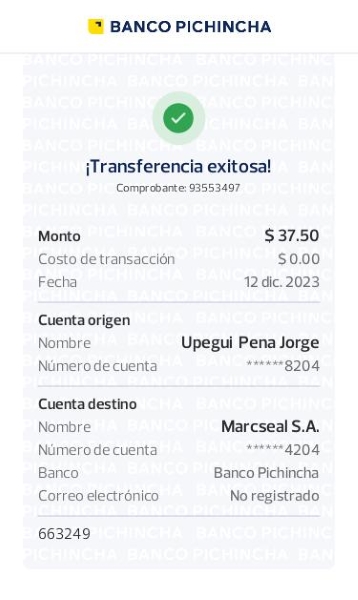 BANCO PICHINCHA
¡Transferencia exitosa!
Comprobante: 93553497
Monto $ 37.50
Costo de transacción $ 0.00
Fecha 12 dic. 2023
Cuenta origen
Nombre Upegui Pena Jorge
Número de cuenta ******8204
Cuenta destino
Nombre Marcseal S.A.
Número de cuenta ******4204
Banco Banco Pichincha
Correo electrónico No registrado
663249